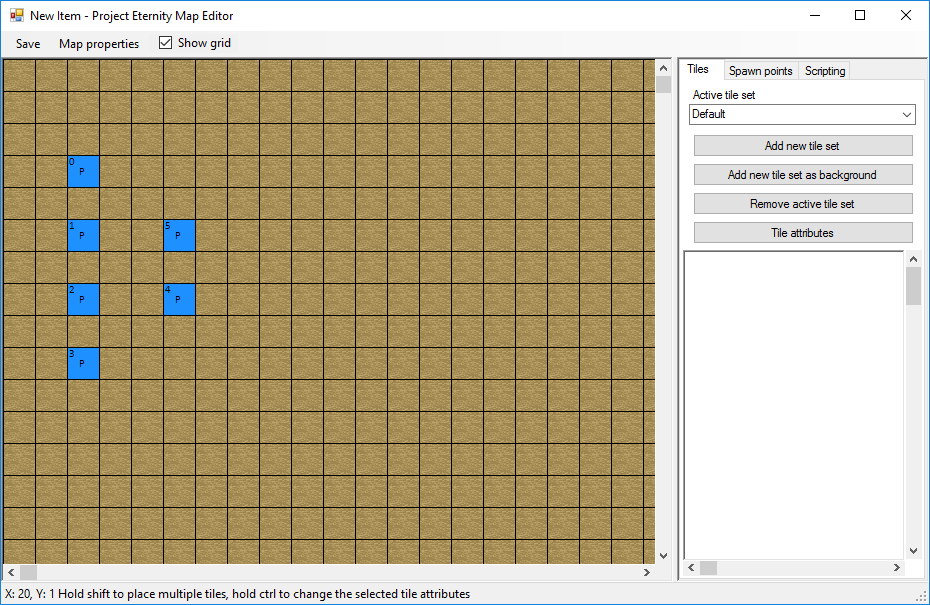 New Item - Project Eternity Map Editor
Save Map properties Show grid
Tiles Spawn points Scripting
Active tile set
Default
Add new tile set
Add new tile set as background
Remove active tile set
Tile attributes
0
P
1
P
5
P
2
P
4
P
3
P
X: 20, Y: 1 Hold shift to place multiple tiles, hold ctrl to change the selected tile attributes